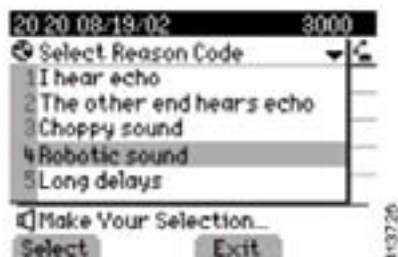 20 20 08/19/02 3000
Select Reason Code
1 I hear echo
2 The other end hears echo
3 Choppy sound
4 Robotic sound
5 Long delays
Make Your Selection...
Select Exit